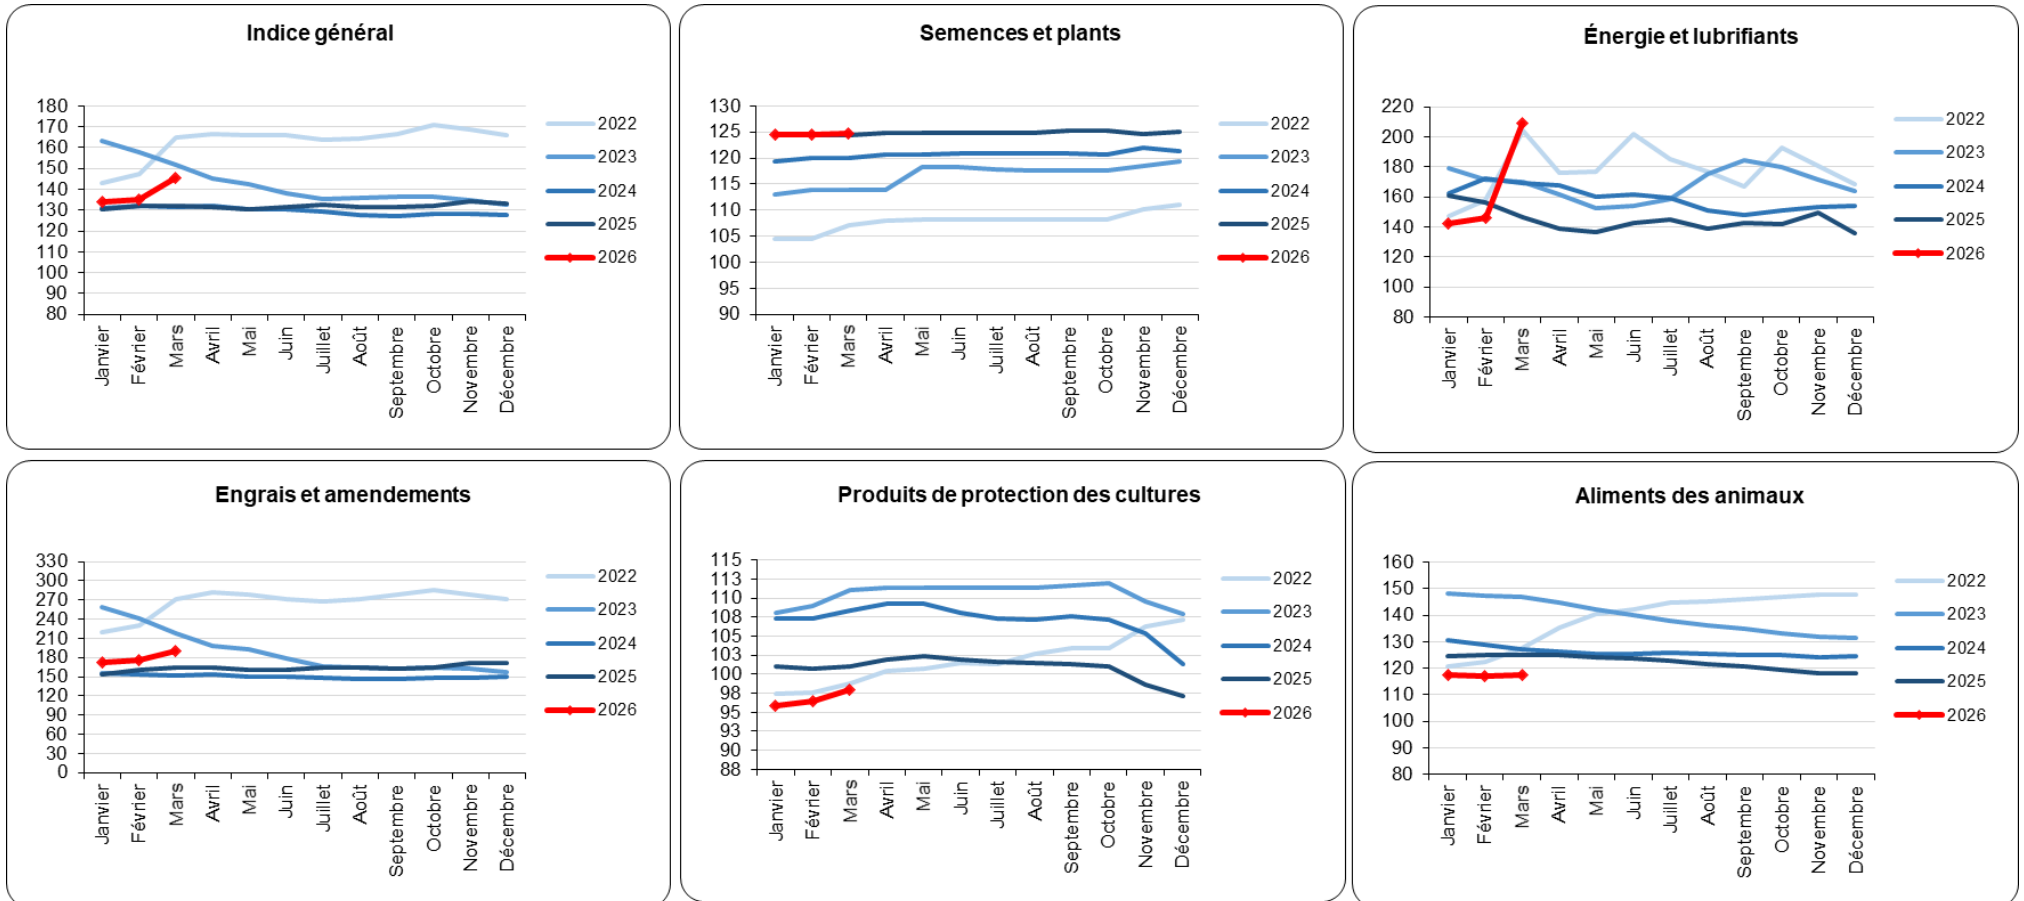 Indice général
180
170
160
150
140
130
120
110
100
90
80
Janvier
Février
Mars
Avril
Mai
Juin
Juillet
Août
Septembre
Octobre
Novembre
Décembre
2022
2023
2024
2025
2026
Semences et plants
130
125
120
115
110
105
100
95
90
Janvier
Février
Mars
Avril
Mai
Juin
Juillet
Août
Septembre
Octobre
Novembre
Décembre
2022
2023
2024
2025
2026
Énergie et lubrifiants
220
200
180
160
140
120
100
80
Janvier
Février
Mars
Avril
Mai
Juin
Juillet
Août
Septembre
Octobre
Novembre
Décembre
2022
2023
2024
2025
2026
Engrais et amendements
330
300
270
240
210
180
150
120
90
60
30
0
Janvier
Février
Mars
Avril
Mai
Juin
Juillet
Août
Septembre
Octobre
Novembre
Décembre
2022
2023
2024
2025
2026
Produits de protection des cultures
115
113
110
108
105
103
100
98
95
93
90
88
Janvier
Février
Mars
Avril
Mai
Juin
Juillet
Août
Septembre
Octobre
Novembre
Décembre
2022
2023
2024
2025
2026
Aliments des animaux
160
150
140
130
120
110
100
90
80
Janvier
Février
Mars
Avril
Mai
Juin
Juillet
Août
Septembre
Octobre
Novembre
Décembre
2022
2023
2024
2025
2026